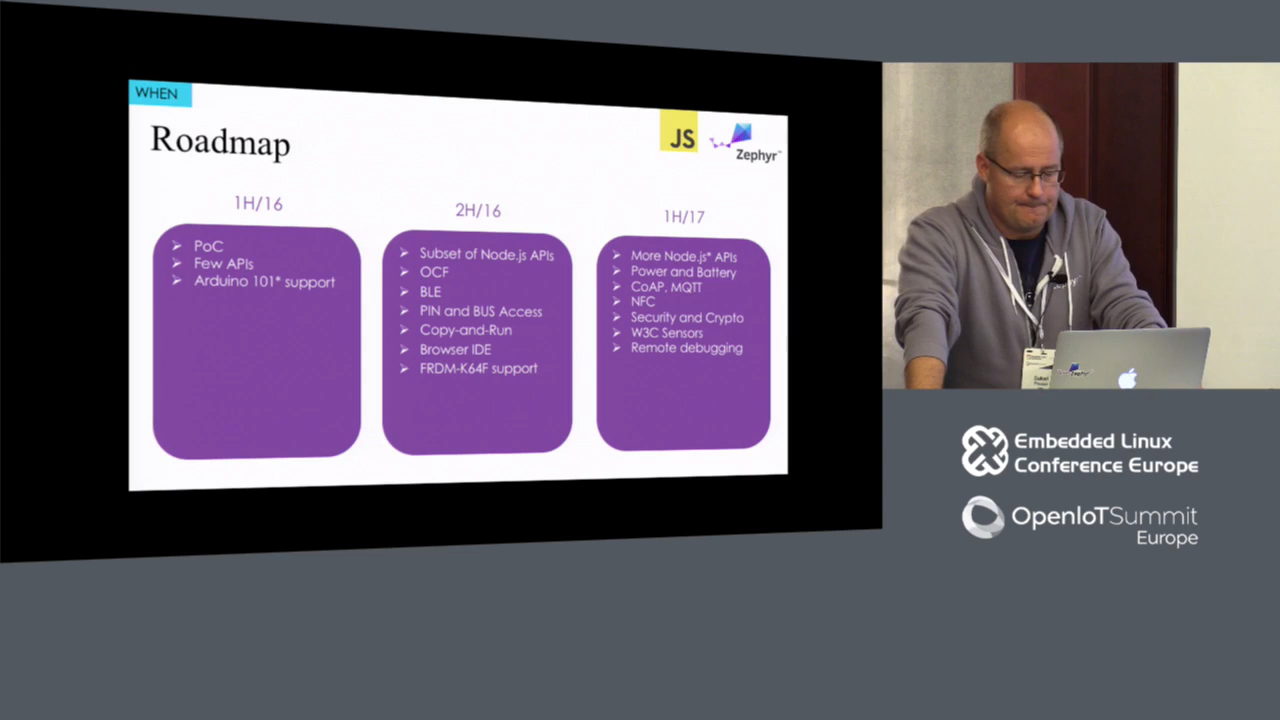 WHEN
Roadmap
JS
Zephyr™
1H/16
PoC
Few APIs
Arduino 101* support
2H/16
Subset of Node.js APIs
OCF
BLE
PIN and BUS Access
Copy-and-Run
Browser IDE
FRDM-K64F support
1H/17
More Node.js* APIs
Power and Battery
CoAP, MQTT
NFC
Security and Crypto
W3C Sensors
Remote debugging
Zephyr
Embedded Linux
Conference Europe
OpenIoTSummit
Europe